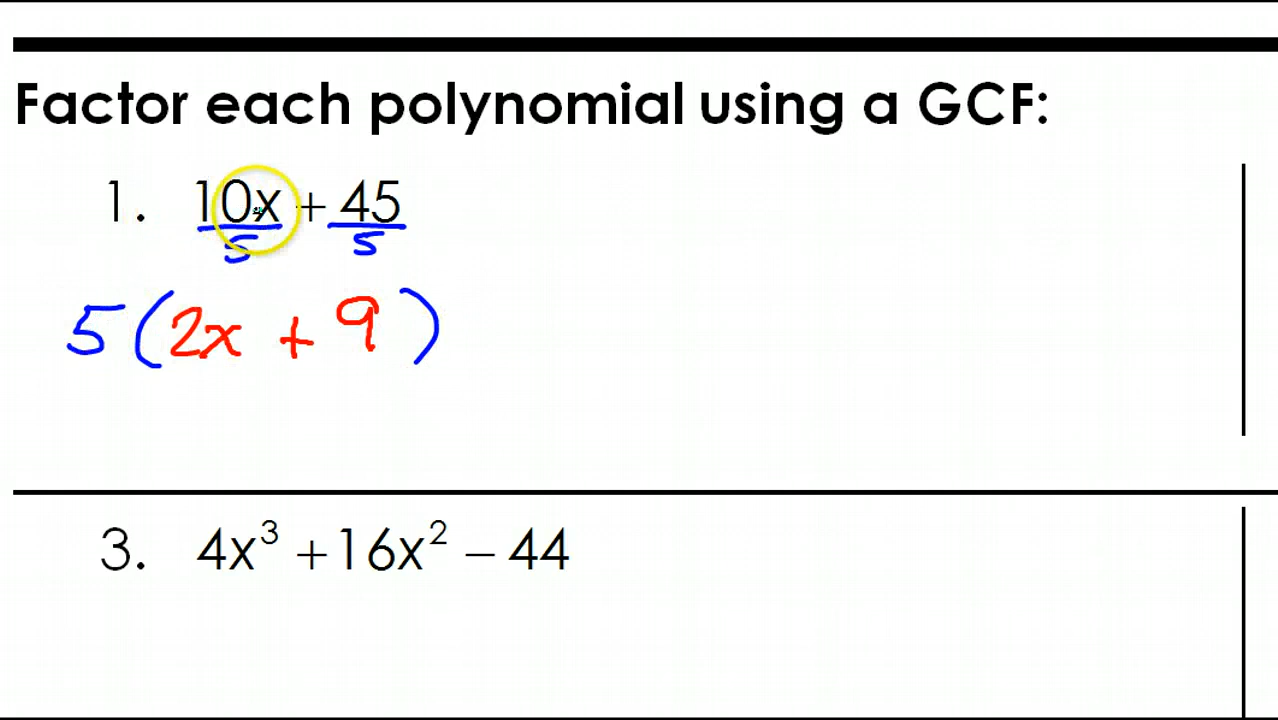 Factor each polynomial using a GCF:
1. 10x + 45
5 5
5(2x + 9)
3. 4x³ + 16x² − 44